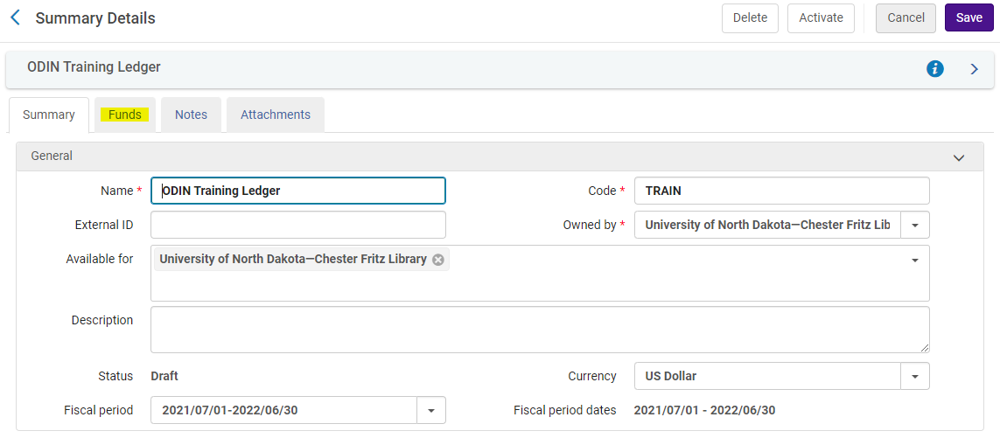 Summary Details Delete Activate Cancel Save
ODIN Training Ledger
Summary Funds Notes Attachments
General
Name * ODIN Training Ledger Code * TRAIN
External ID Owned by * University of North Dakota—Chester Fritz Lib
Available for University of North Dakota—Chester Fritz Library
Description
Status Draft Currency US Dollar
Fiscal period 2021/07/01-2022/06/30 Fiscal period dates 2021/07/01 - 2022/06/30